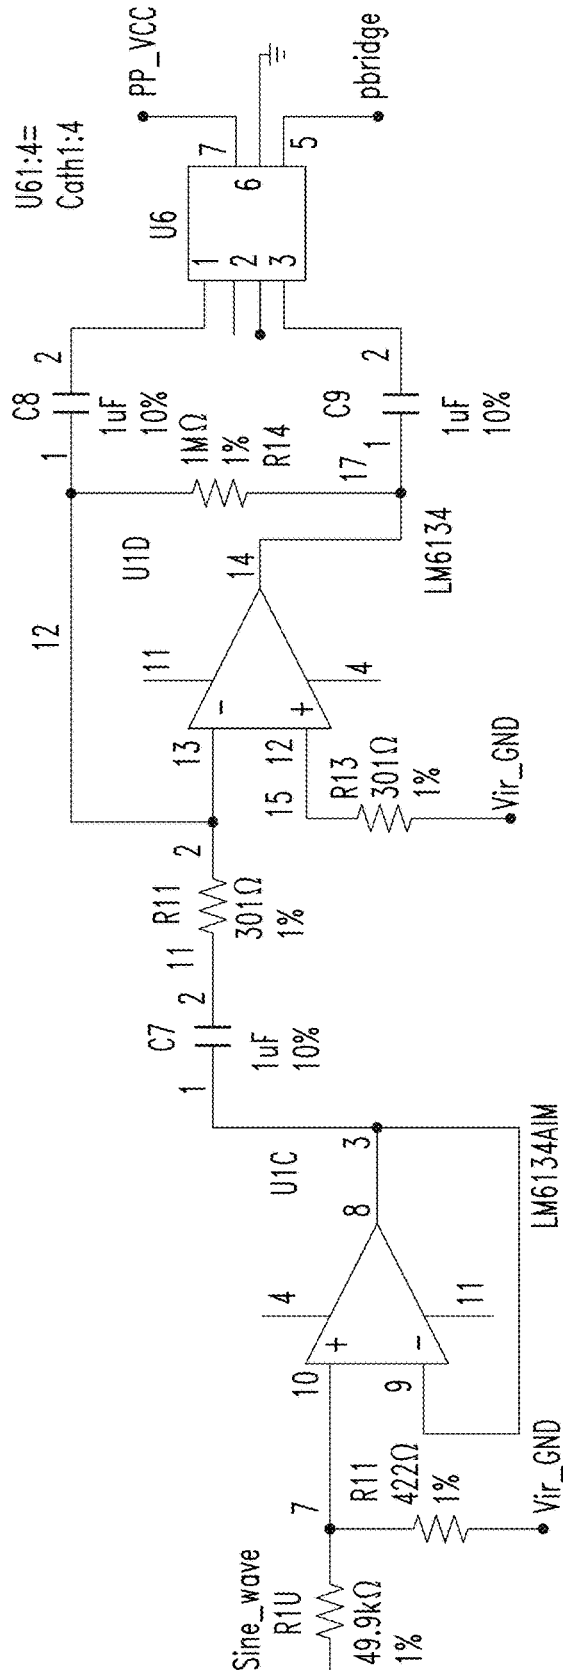 Sine_wave
R1U
49.9kΩ
1%
7
R11
422Ω
1%
Vir_GND
10
9
+
−
4
11
8
3
U1C
LM6134AIM
1
C7
2
1uF
10%
11
R11
2
301Ω
1%
13
12
15
R13
301Ω
1%
Vir_GND
−
+
11
4
12
14
U1D
LM6134
1MΩ
1%
R14
17
1
C8
2
1uF
10%
1
C9
2
1uF
10%
U6
1
2
3
7
6
5
PP_VCC
pbridge
U61:4=
Cath1:4